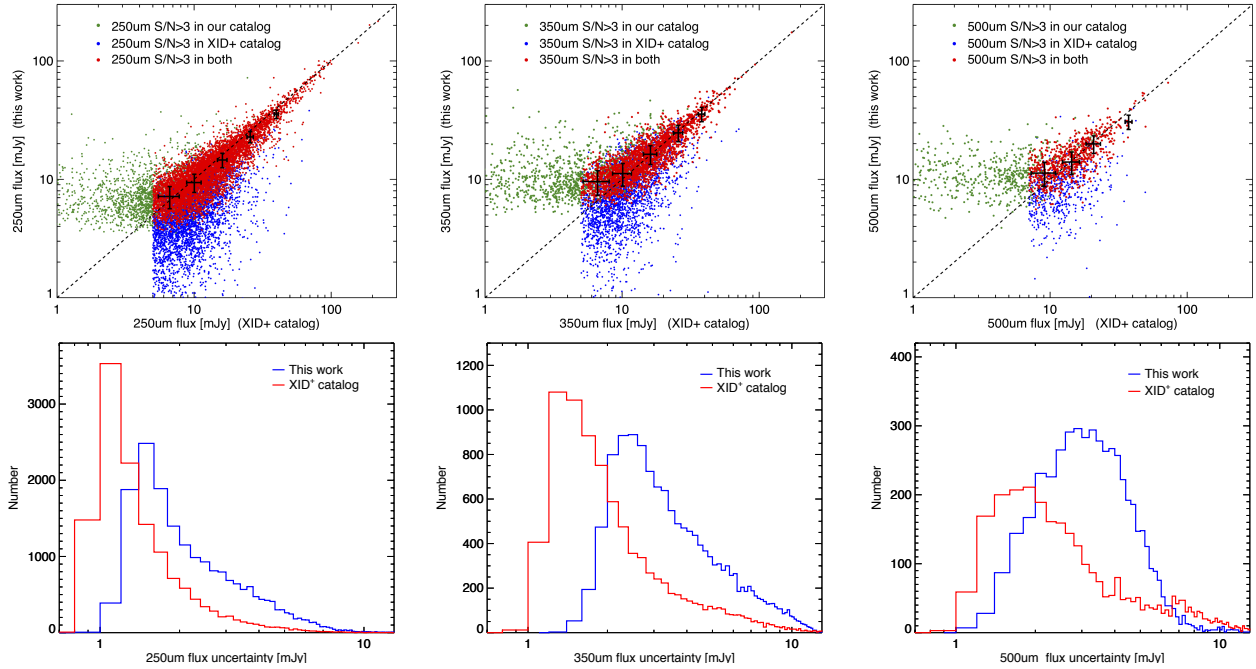 250um S/N>3 in our catalog
250um S/N>3 in XID+ catalog
250um S/N>3 in both
250um flux [mJy] (this work)
100
10
1
1
10
100
250um flux [mJy] (XID+ catalog)
350um S/N>3 in our catalog
350um S/N>3 in XID+ catalog
350um S/N>3 in both
350um flux [mJy] (this work)
100
10
1
1
10
100
350um flux [mJy] (XID+ catalog)
500um S/N>3 in our catalog
500um S/N>3 in XID+ catalog
500um S/N>3 in both
500um flux [mJy] (this work)
100
10
1
1
10
100
500um flux [mJy] (XID+ catalog)
This work
XID+ catalog
Number
3000
2000
1000
0
1
10
250um flux uncertainty [mJy]
This work
XID+ catalog
Number
1200
1000
800
600
400
200
0
1
10
350um flux uncertainty [mJy]
This work
XID+ catalog
Number
400
300
200
100
0
1
10
500um flux uncertainty [mJy]